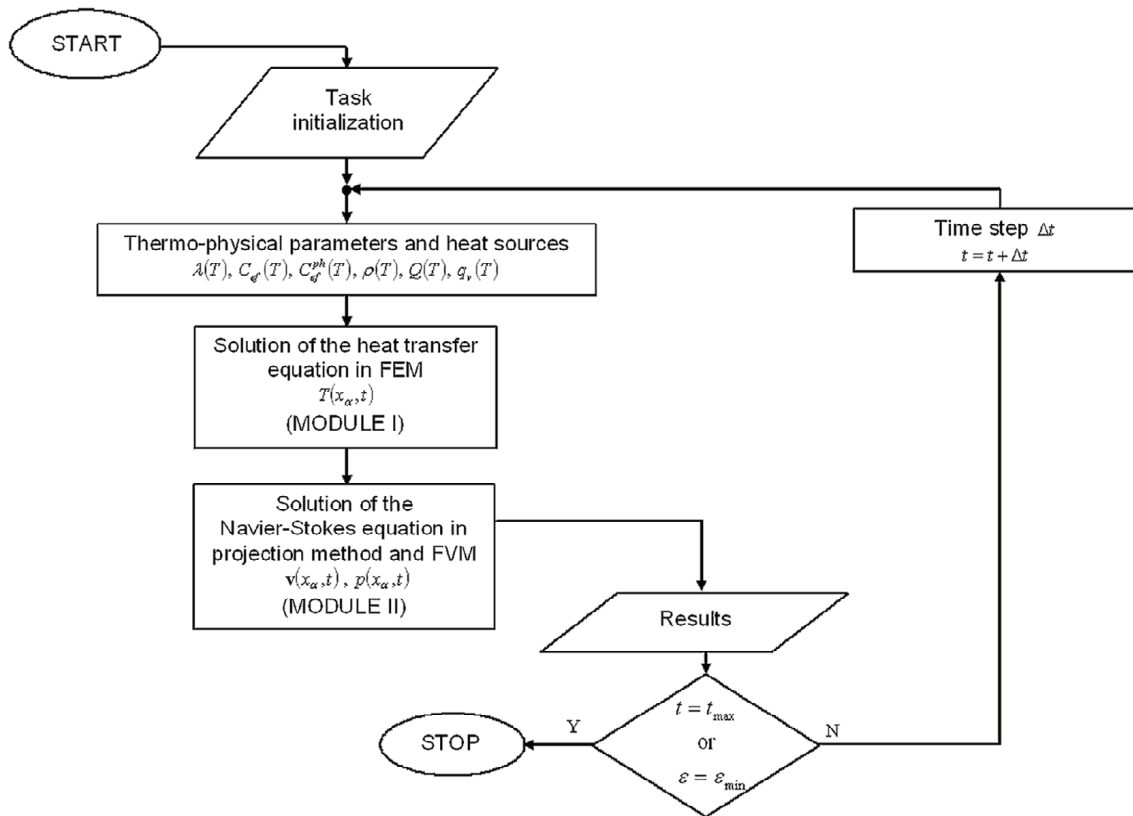 START
Task
initialization
Thermo-physical parameters and heat sources
λ(T), C_ef(T), C_ef^ph(T), ρ(T), Q(T), q_v(T)
Time step Δt
t = t + Δt
Solution of the heat transfer
equation in FEM
T(x_α,t)
(MODULE I)
Solution of the
Navier-Stokes equation in
projection method and FVM
v(x_α,t) , p(x_α,t)
(MODULE II)
Results
t = t_max
or
ε = ε_min
Y
N
STOP